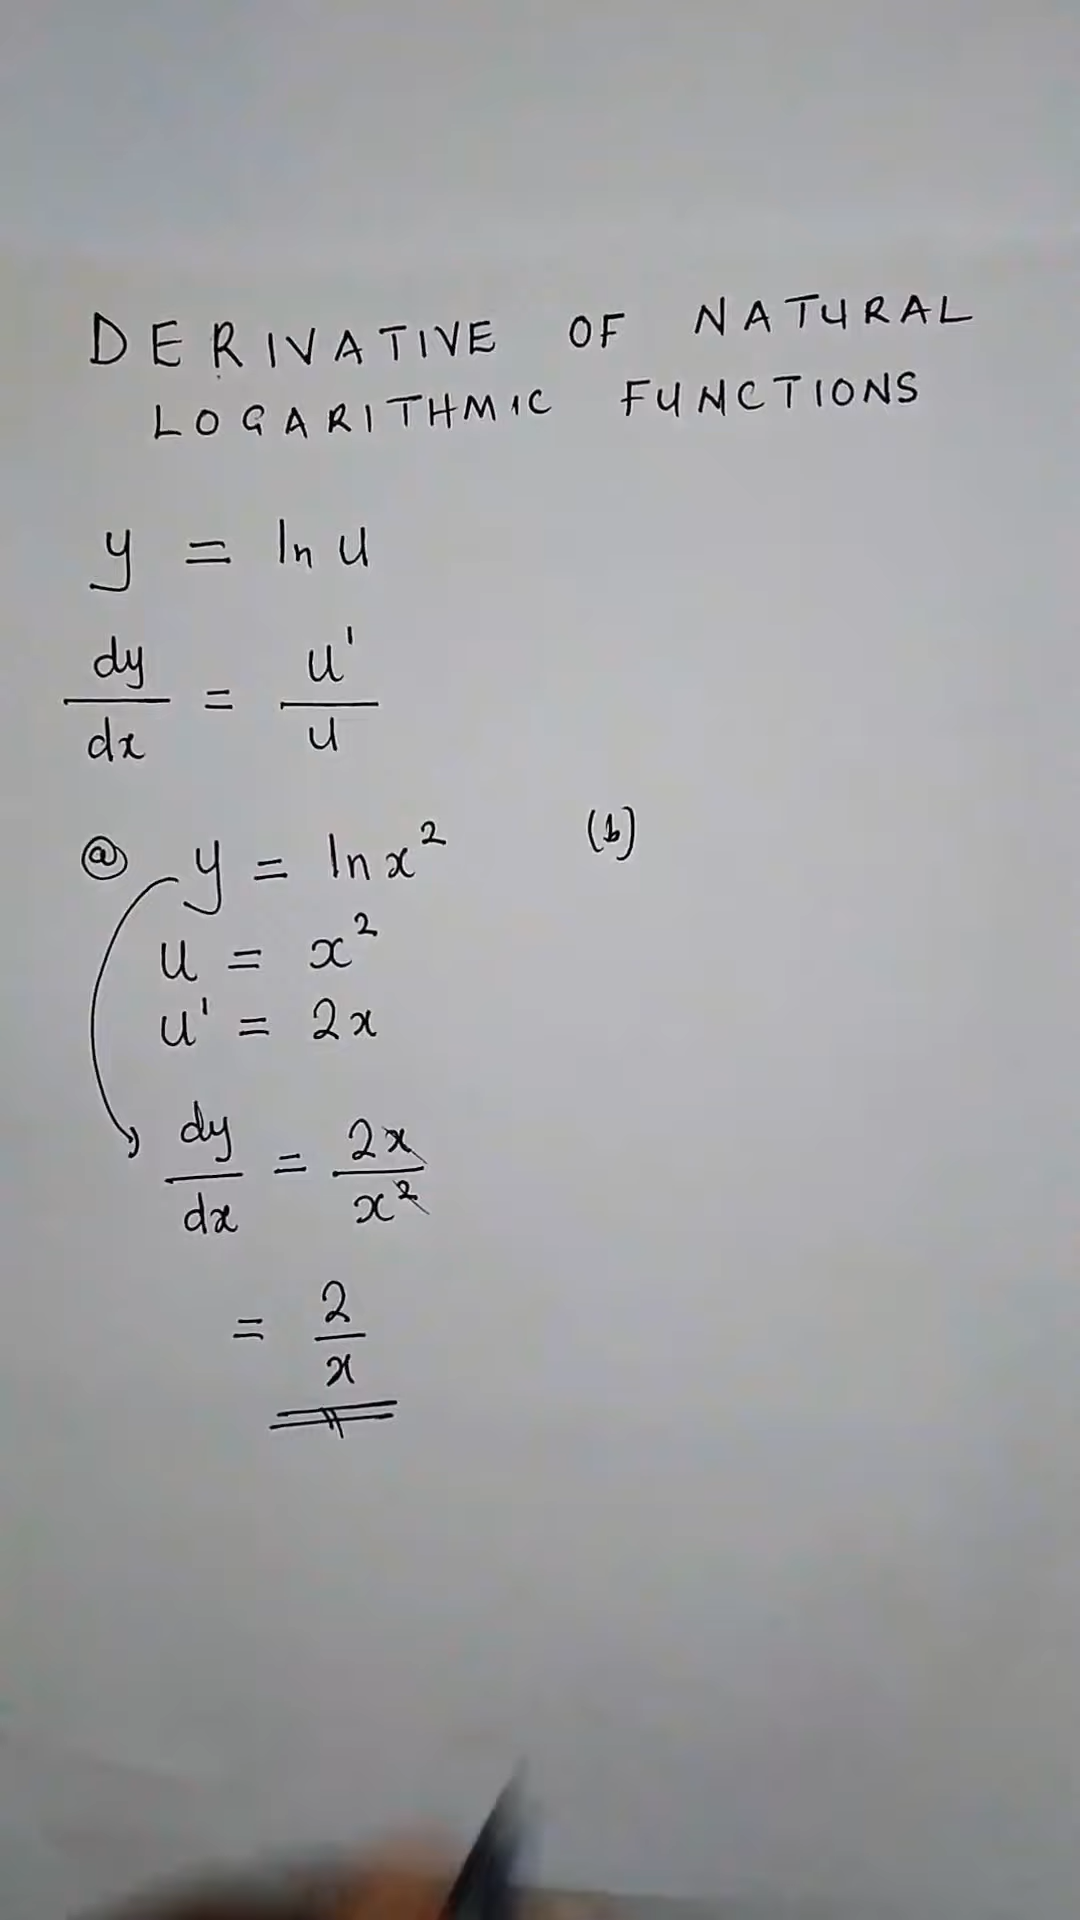 DERIVATIVE OF NATURAL
LOGARITHMIC FUNCTIONS
y = ln u
dy/dx = u'/u
(a) y = ln x²
u = x²
u' = 2x
dy/dx = 2x/x²
= 2/x
(b)